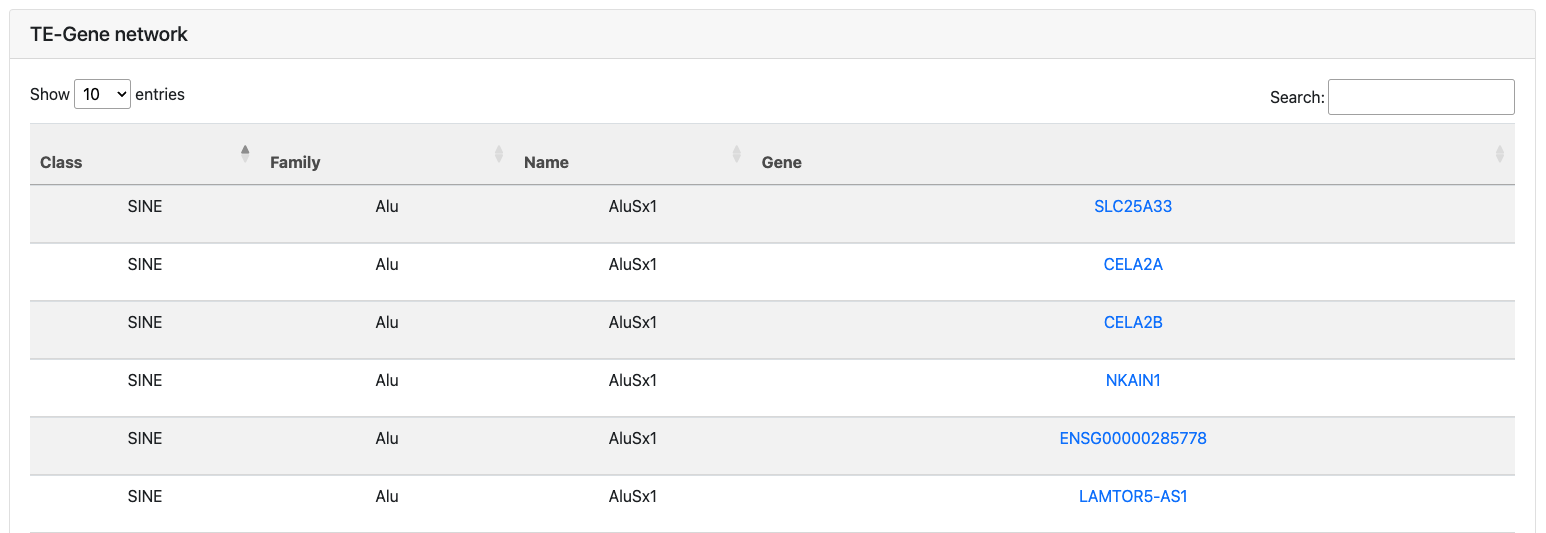 TE-Gene network
Show 10 entries
Search:
Class Family Name Gene
SINE Alu AluSx1 SLC25A33
SINE Alu AluSx1 CELA2A
SINE Alu AluSx1 CELA2B
SINE Alu AluSx1 NKAIN1
SINE Alu AluSx1 ENSG00000285778
SINE Alu AluSx1 LAMTOR5-AS1